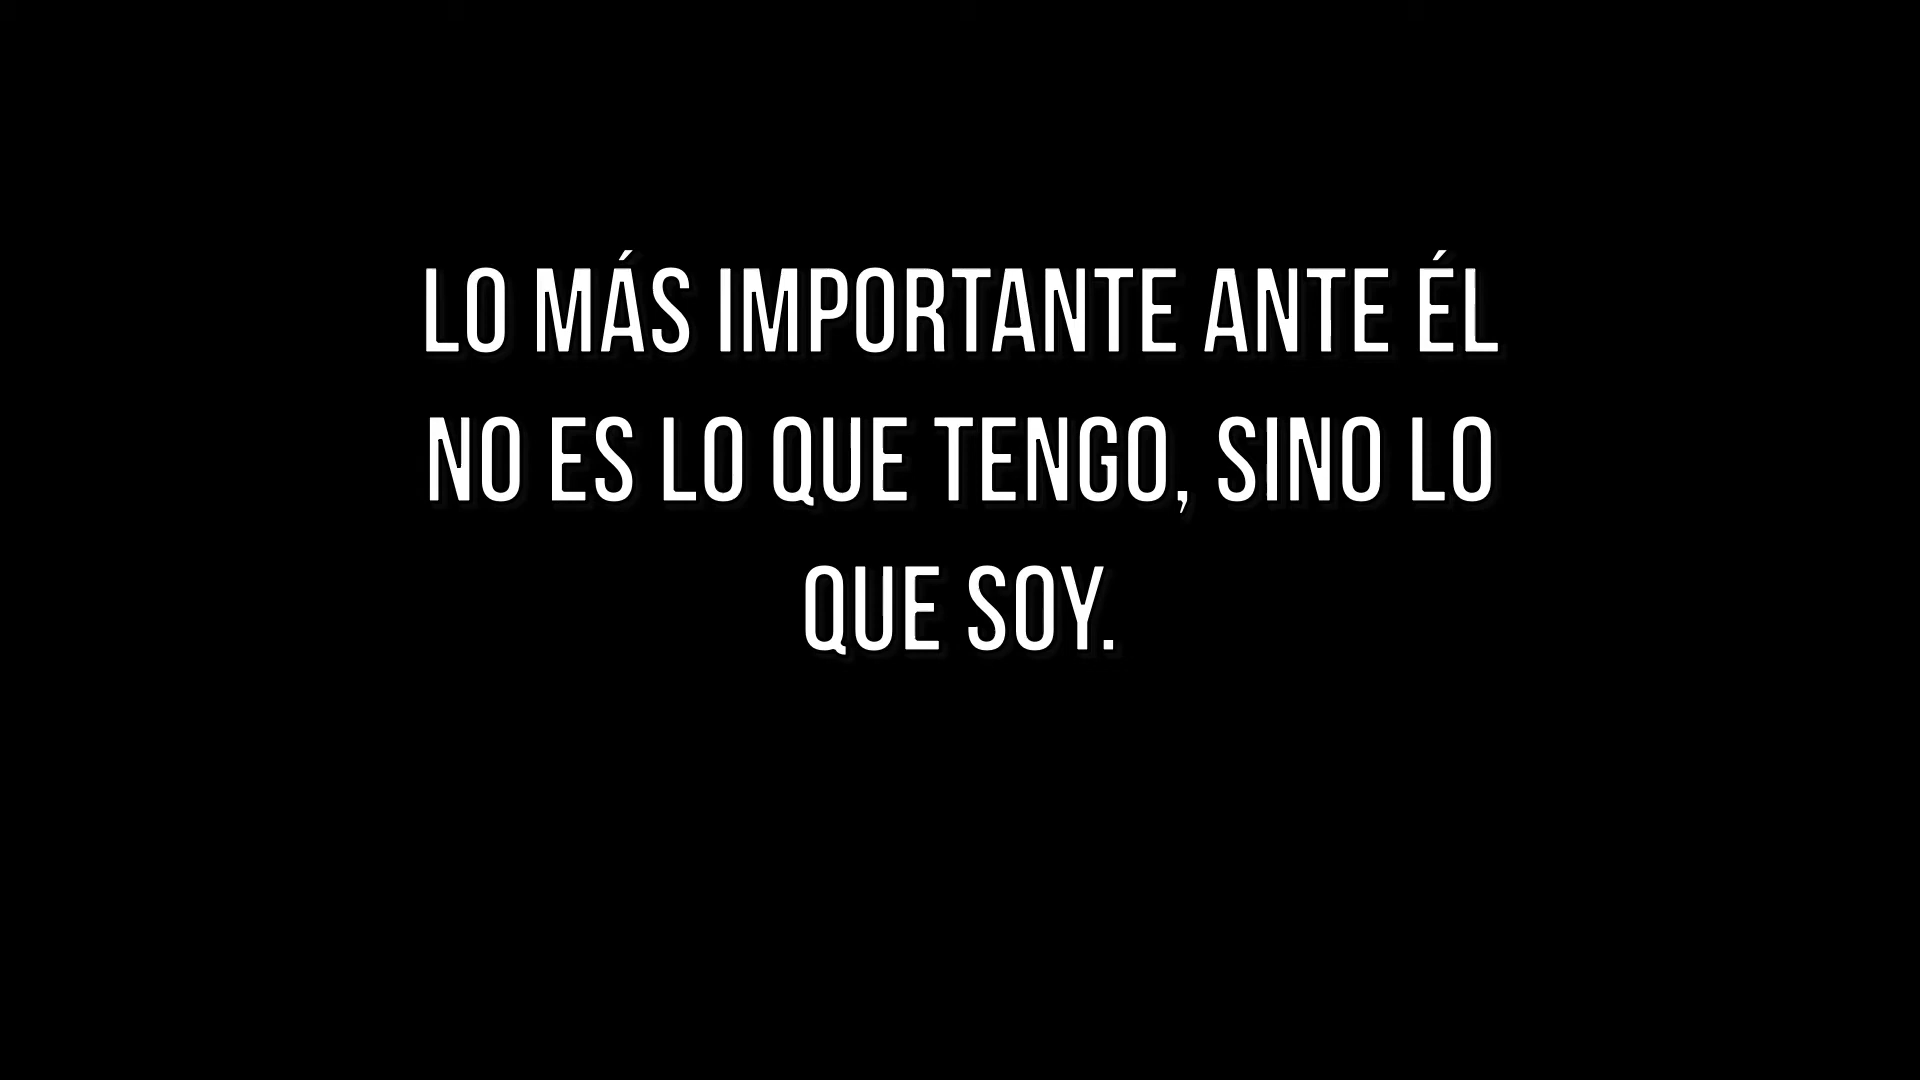 LO MÁS IMPORTANTE ANTE ÉL
NO ES LO QUE TENGO, SINO LO
QUE SOY.